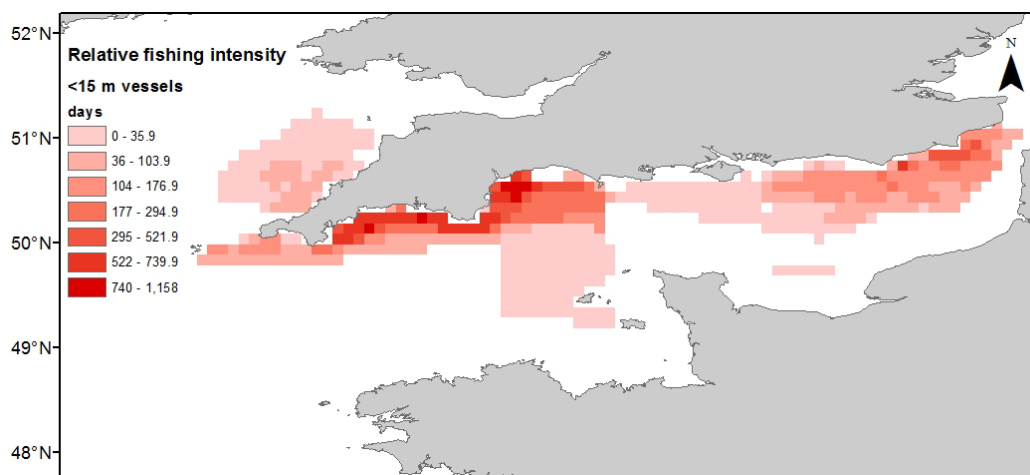 52°N
Relative fishing intensity
<15 m vessels
days
0 - 35.9
36 - 103.9
104 - 176.9
177 - 294.9
295 - 521.9
522 - 739.9
740 - 1,158
N
51°N
50°N
49°N
48°N